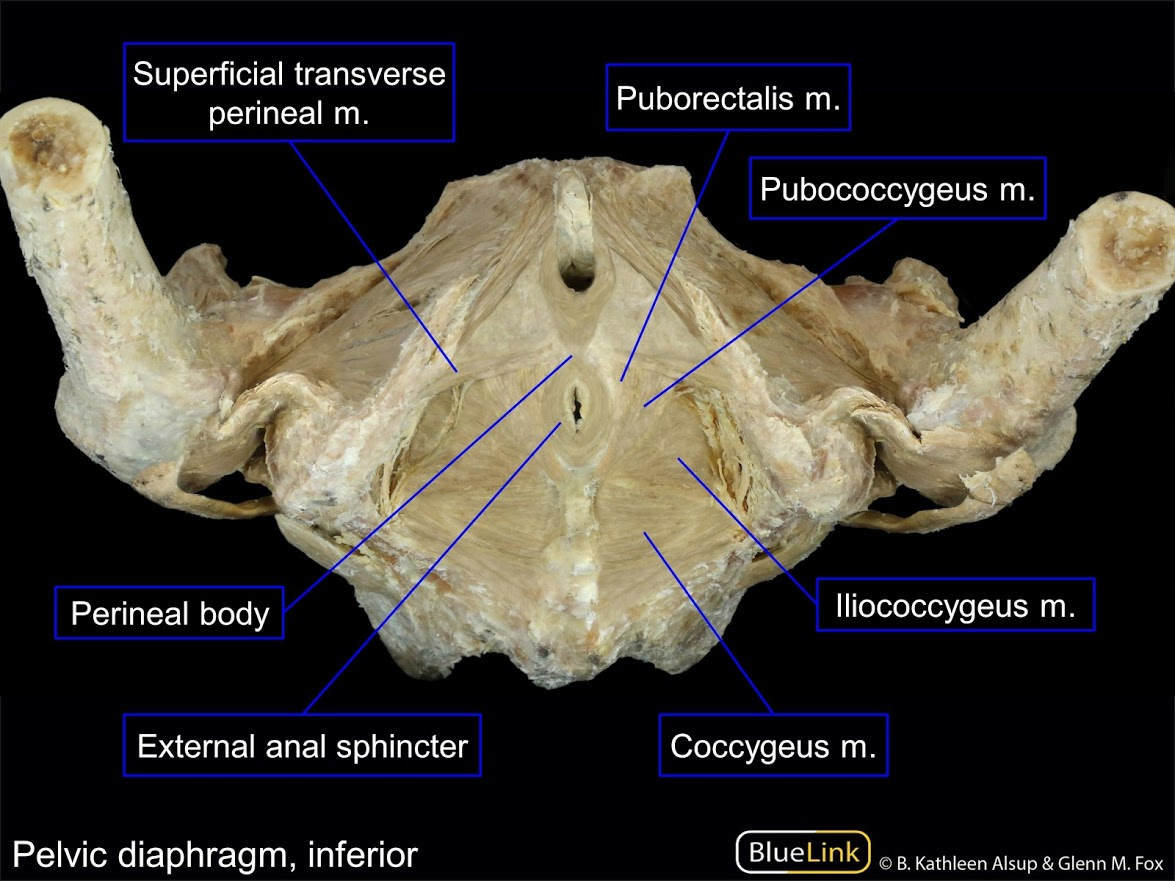 Superficial transverse
perineal m.
Puborectalis m.
Pubococcygeus m.
Perineal body
Iliococcygeus m.
External anal sphincter
Coccygeus m.
Pelvic diaphragm, inferior
BlueLink
© B. Kathleen Alsup & Glenn M. Fox